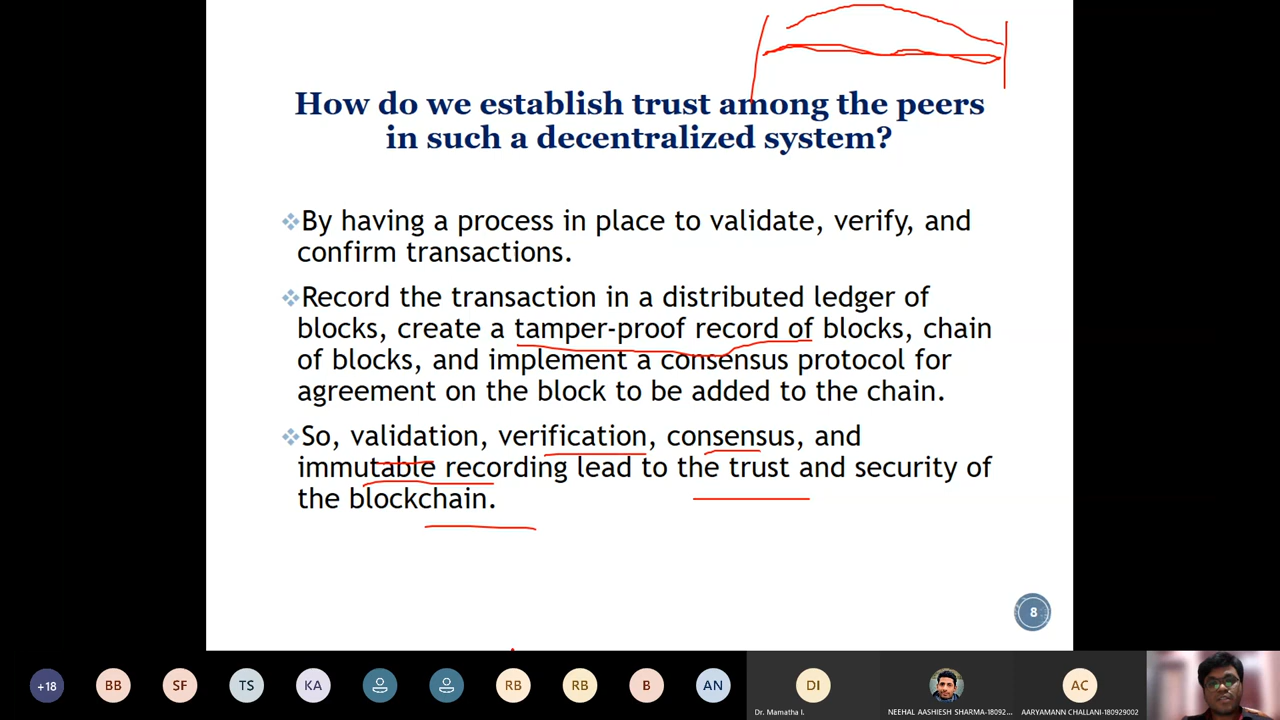 How do we establish trust among the peers
in such a decentralized system?
❖By having a process in place to validate, verify, and
confirm transactions.
❖Record the transaction in a distributed ledger of
blocks, create a tamper-proof record of blocks, chain
of blocks, and implement a consensus protocol for
agreement on the block to be added to the chain.
❖So, validation, verification, consensus, and
immutable recording lead to the trust and security of
the blockchain.
8
+18 BB SF TS KA RB RB B AN DI AC
Dr. Mamatha I. NEEHAL AASHIESH SHARMA-18092... AARYAMANN CHALLANI-180929002